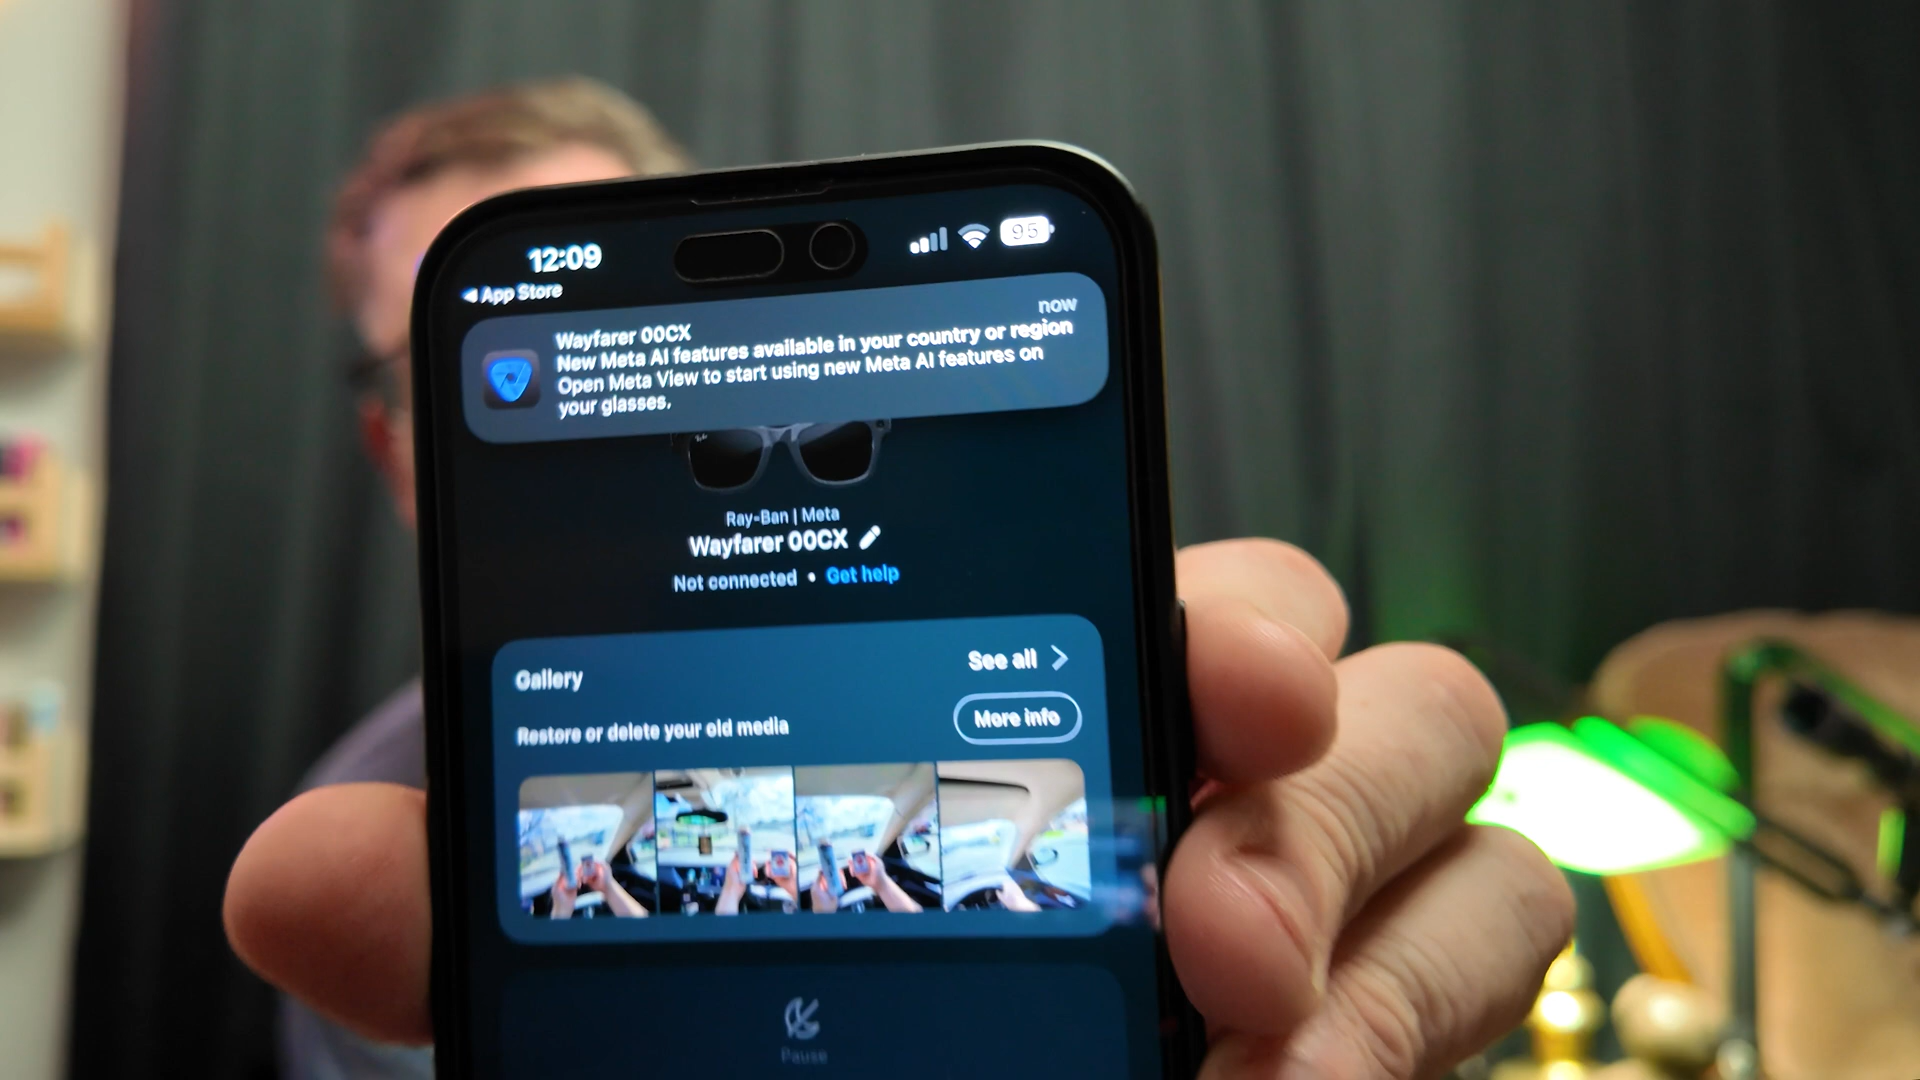 12:09
95
◀ App Store
now
Wayfarer 00CX
New Meta AI features available in your country or region
Open Meta View to start using new Meta AI features on
your glasses.
Ray-Ban | Meta
Wayfarer 00CX
Not connected • Get help
Gallery
See all
Restore or delete your old media
More info
Pause